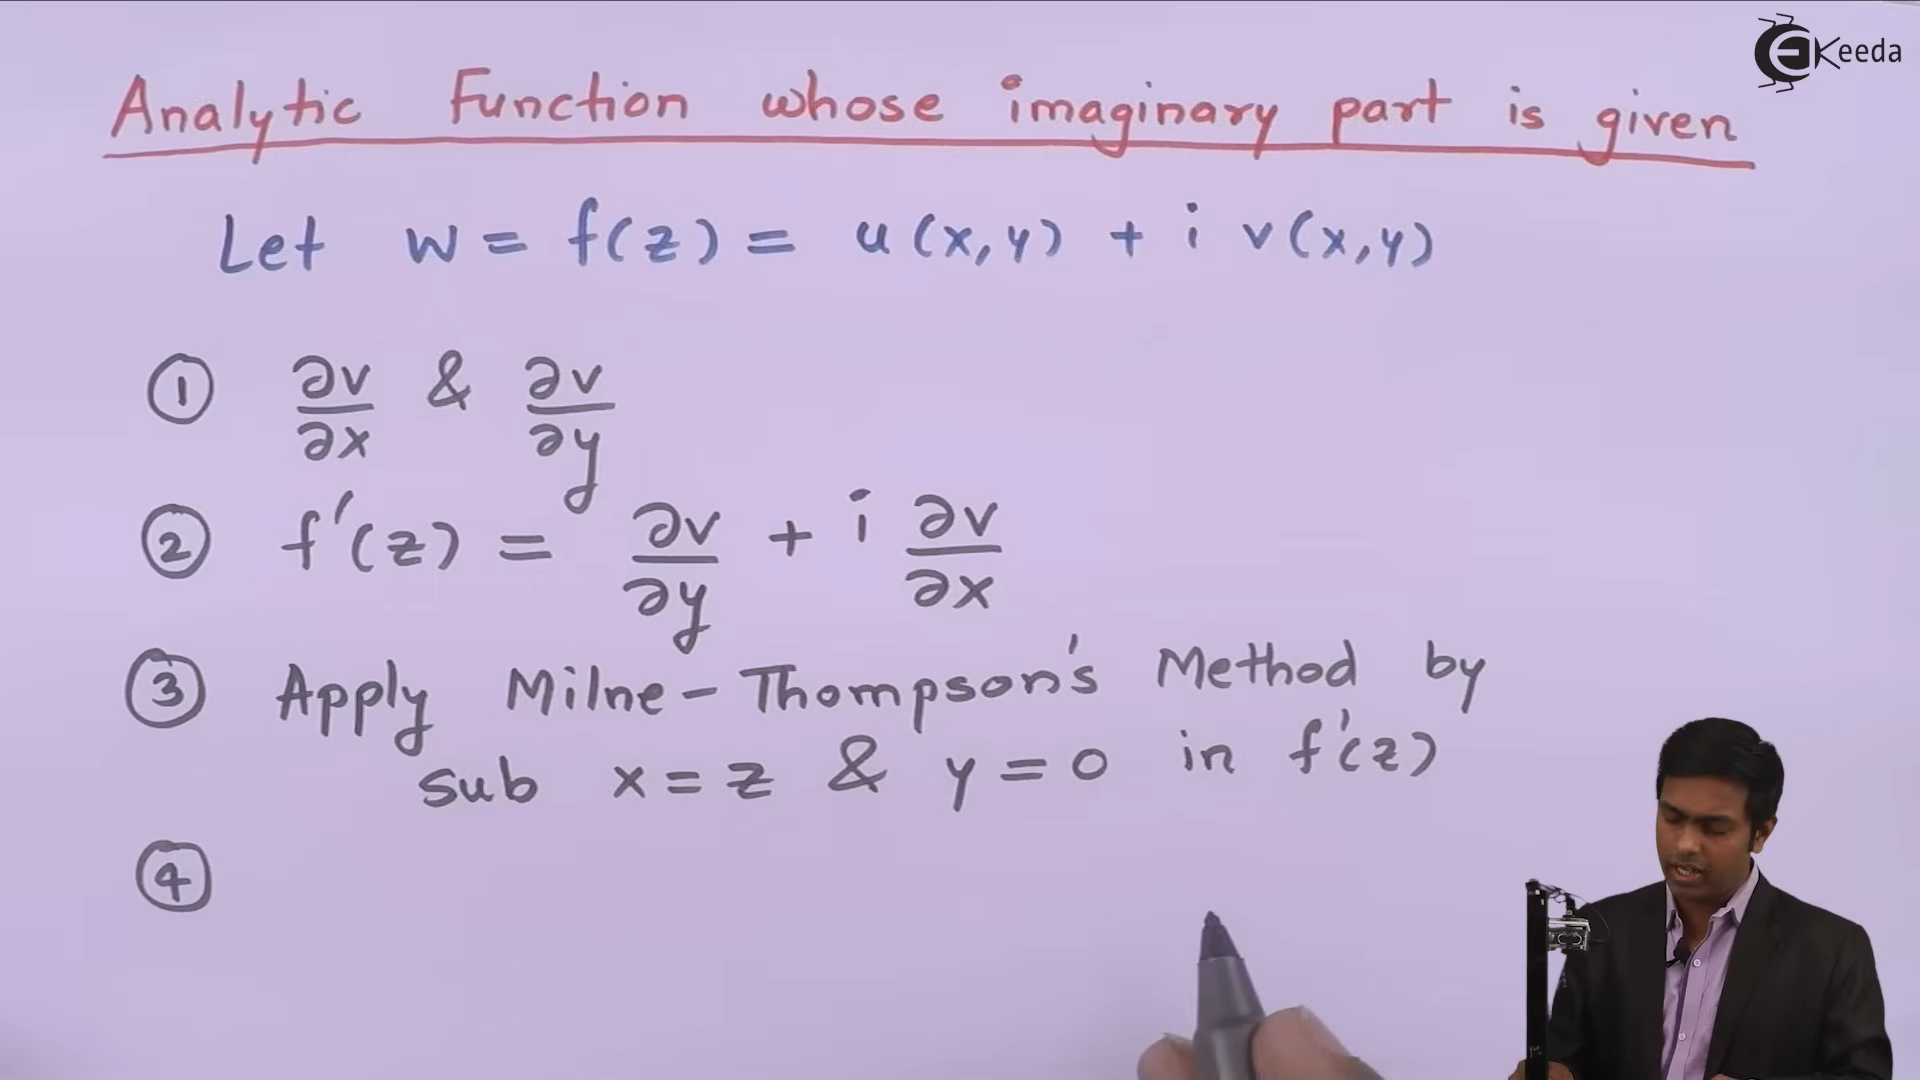 EKeeda
Analytic Function whose imaginary part is given
Let w = f(z) = u(x,y) + i v(x,y)
① ∂v/∂x & ∂v/∂y
② f'(z) = ∂v/∂y + i ∂v/∂x
③ Apply Milne-Thompson's Method by
sub x = z & y = 0 in f'(z)
④